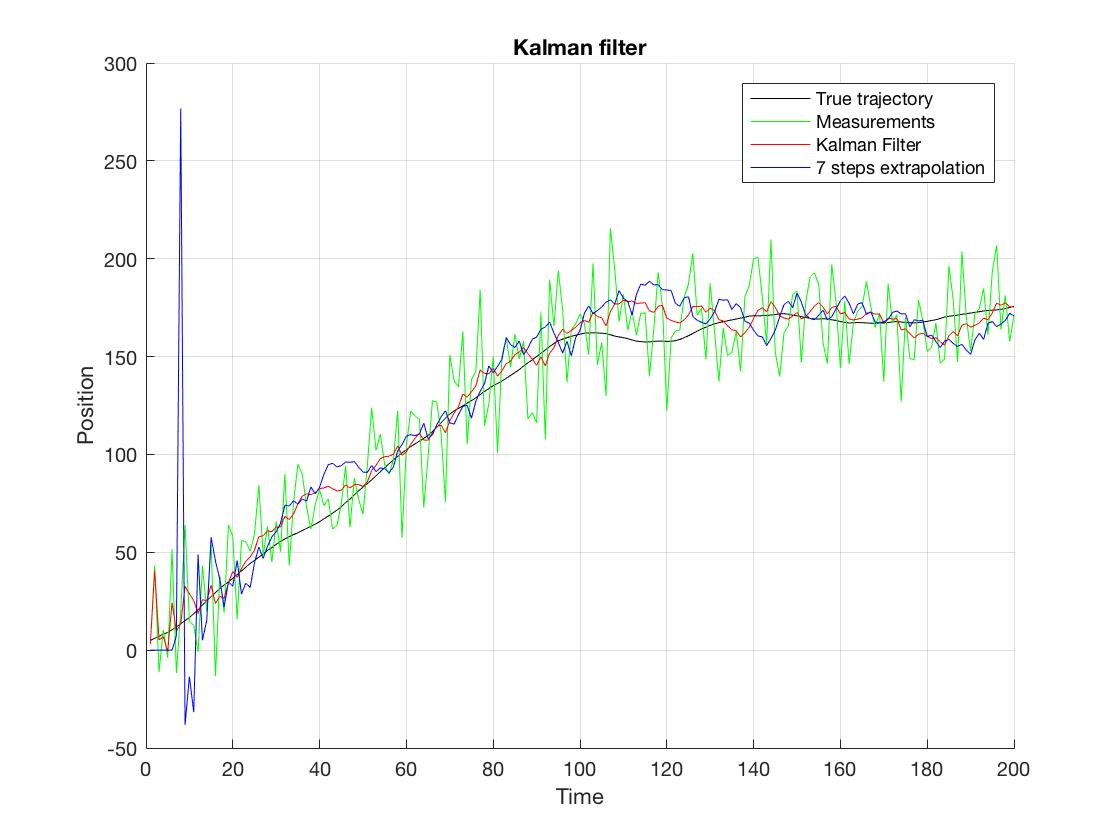 Kalman filter
300
250
200
150
100
50
0
-50
True trajectory
Measurements
Kalman Filter
7 steps extrapolation
Position
0 20 40 60 80 100 120 140 160 180 200
Time